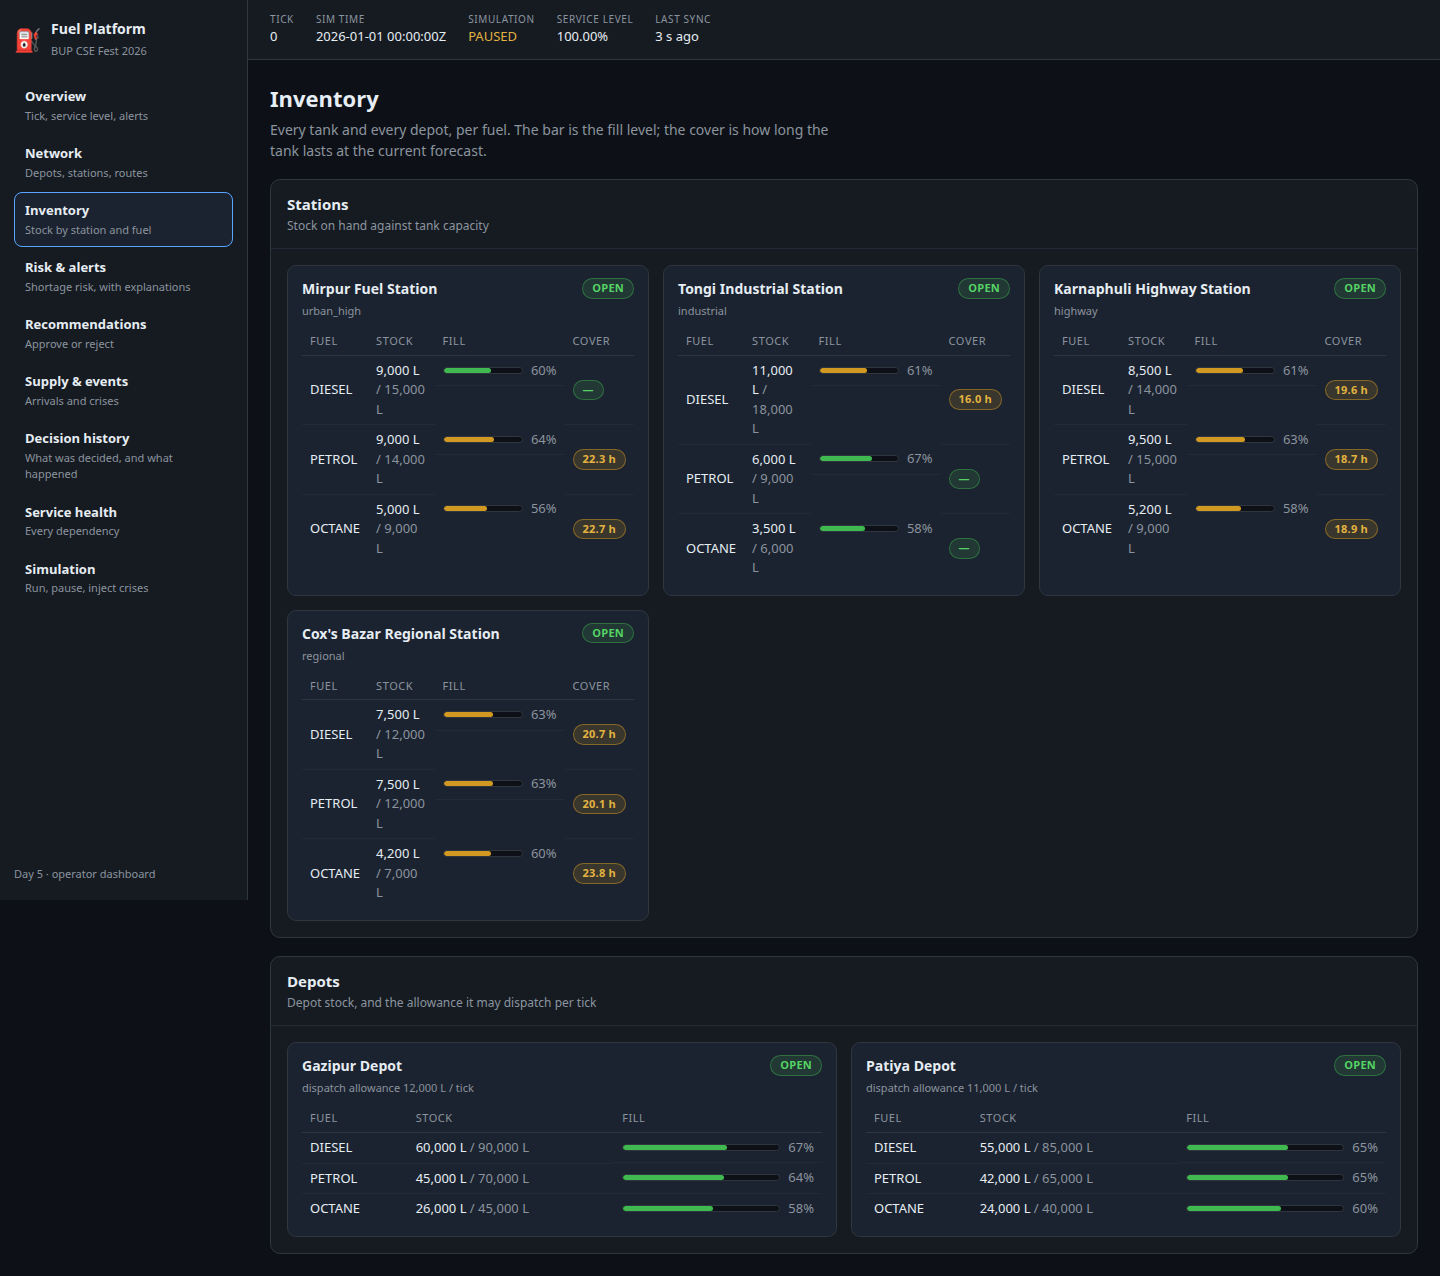 Fuel Platform
BUP CSE Fest 2026
Overview
Tick, service level, alerts
Network
Depots, stations, routes
Inventory
Stock by station and fuel
Risk & alerts
Shortage risk, with explanations
Recommendations
Approve or reject
Supply & events
Arrivals and crises
Decision history
What was decided, and what
happened
Service health
Every dependency
Simulation
Run, pause, inject crises
Day 5 · operator dashboard
TICK SIM TIME SIMULATION SERVICE LEVEL LAST SYNC
0 2026-01-01 00:00:00Z PAUSED 100.00% 3 s ago
Inventory
Every tank and every depot, per fuel. The bar is the fill level; the cover is how long the
tank lasts at the current forecast.
Stations
Stock on hand against tank capacity
Mirpur Fuel Station OPEN
urban_high
FUEL STOCK FILL COVER
DIESEL 9,000 L 60% —
/ 15,000
L
PETROL 9,000 L 64% 22.3 h
/ 14,000
L
OCTANE 5,000 L 56% 22.7 h
/ 9,000
L
Tongi Industrial Station OPEN
industrial
FUEL STOCK FILL COVER
DIESEL 11,000 61% 16.0 h
L /
18,000
L
PETROL 6,000 L 67% —
/ 9,000
L
OCTANE 3,500 L 58% —
/ 6,000
L
Karnaphuli Highway Station OPEN
highway
FUEL STOCK FILL COVER
DIESEL 8,500 L 61% 19.6 h
/ 14,000
L
PETROL 9,500 L 63% 18.7 h
/ 15,000
L
OCTANE 5,200 L 58% 18.9 h
/ 9,000
L
Cox's Bazar Regional Station OPEN
regional
FUEL STOCK FILL COVER
DIESEL 7,500 L 63% 20.7 h
/ 12,000
L
PETROL 7,500 L 63% 20.1 h
/ 12,000
L
OCTANE 4,200 L 60% 23.8 h
/ 7,000
L
Depots
Depot stock, and the allowance it may dispatch per tick
Gazipur Depot OPEN
dispatch allowance 12,000 L / tick
FUEL STOCK FILL
DIESEL 60,000 L / 90,000 L 67%
PETROL 45,000 L / 70,000 L 64%
OCTANE 26,000 L / 45,000 L 58%
Patiya Depot OPEN
dispatch allowance 11,000 L / tick
FUEL STOCK FILL
DIESEL 55,000 L / 85,000 L 65%
PETROL 42,000 L / 65,000 L 65%
OCTANE 24,000 L / 40,000 L 60%